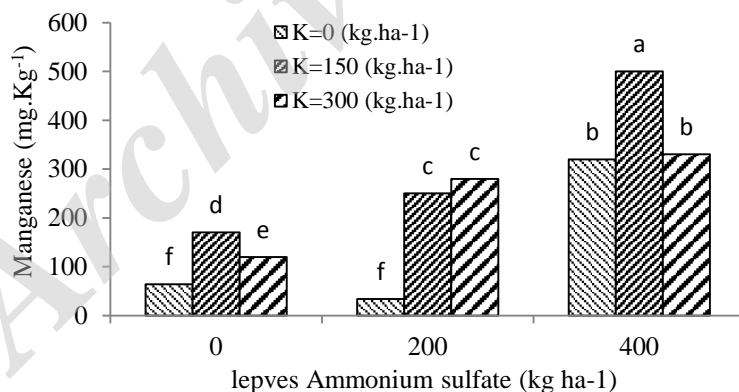 600
500
400
300
200
100
0
Manganese (mg.Kg-1)
K=0 (kg.ha-1)
K=150 (kg.ha-1)
K=300 (kg.ha-1)
f
d
e
f
c
c
b
a
b
0
200
400
lepves Ammonium sulfate (kg ha-1)
Archiv